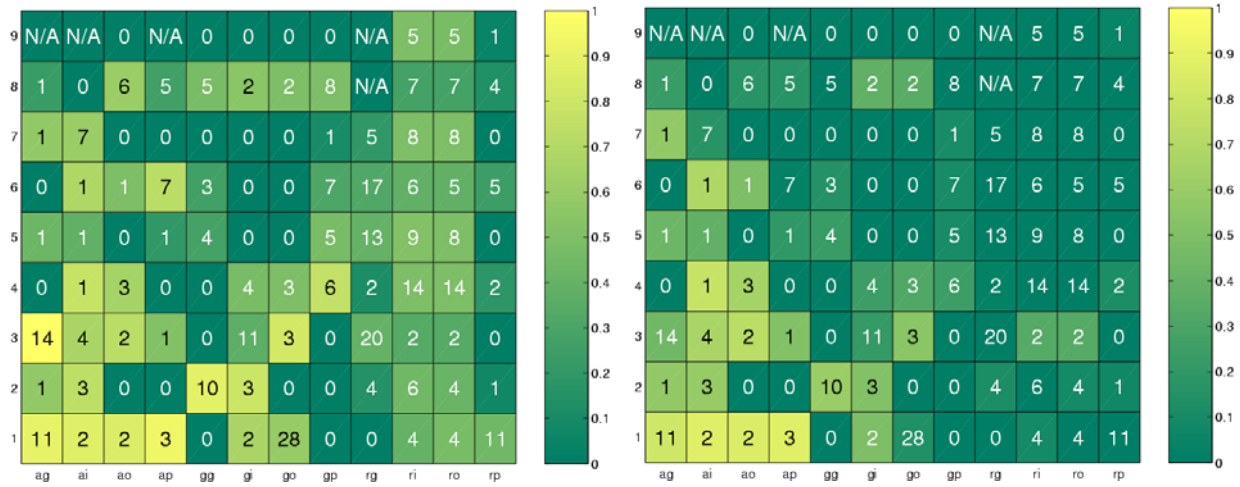 9 N/A N/A 0 N/A 0 0 0 0 N/A 5 5 1
8 1 0 6 5 5 2 2 8 N/A 7 7 4
7 1 7 0 0 0 0 0 1 5 8 8 0
6 0 1 1 7 3 0 0 7 17 6 5 5
5 1 1 0 1 4 0 0 5 13 9 8 0
4 0 1 3 0 0 4 3 6 2 14 14 2
3 14 4 2 1 0 11 3 0 20 2 2 0
2 1 3 0 0 10 3 0 0 4 6 4 1
1 11 2 2 3 0 2 28 0 0 4 4 11
ag ai ao ap gg gi go gp rg ri ro rp
1
0.9
0.8
0.7
0.6
0.5
0.4
0.3
0.2
0.1
0
9 N/A N/A 0 N/A 0 0 0 0 N/A 5 5 1
8 1 0 6 5 5 2 2 8 N/A 7 7 4
7 1 7 0 0 0 0 0 1 5 8 8 0
6 0 1 1 7 3 0 0 7 17 6 5 5
5 1 1 0 1 4 0 0 5 13 9 8 0
4 0 1 3 0 0 4 3 6 2 14 14 2
3 14 4 2 1 0 11 3 0 20 2 2 0
2 1 3 0 0 10 3 0 0 4 6 4 1
1 11 2 2 3 0 2 28 0 0 4 4 11
ag ai ao ap gg gi go gp rg ri ro rp
1
0.9
0.8
0.7
0.6
0.5
0.4
0.3
0.2
0.1
0